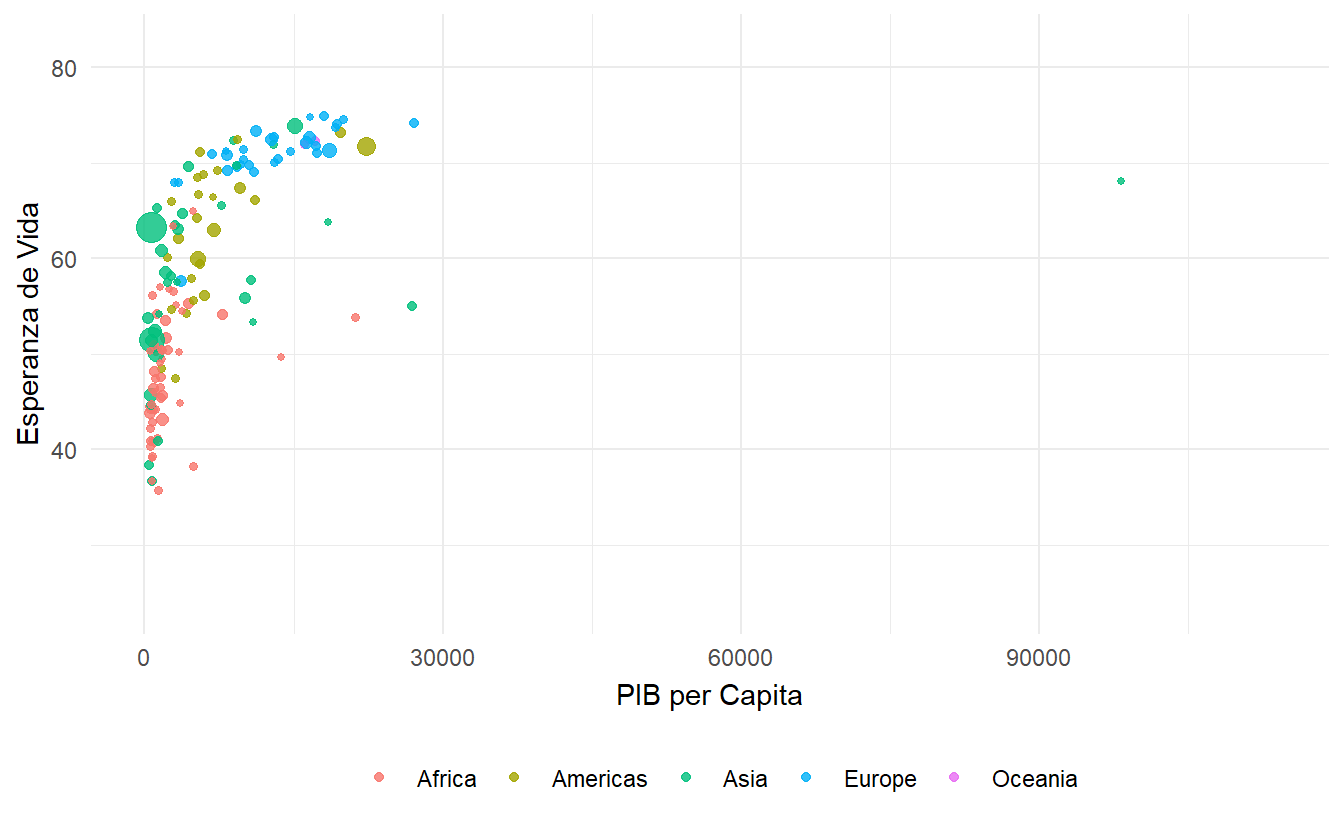 80
60
40
Esperanza de Vida
0 30000 60000 90000
PIB per Capita
Africa Americas Asia Europe Oceania